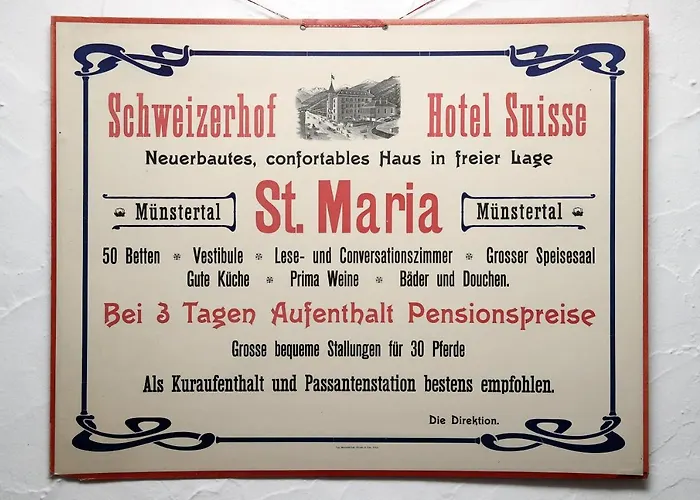 Schweizerhof Hotel Suisse
Neuerbautes, confortables Haus in freier Lage
Münstertal St. Maria Münstertal
50 Betten * Vestibule * Lese- und Conversationszimmer * Grosser Speisesaal
Gute Küche * Prima Weine * Bäder und Douchen.
Bei 3 Tagen Aufenthalt Pensionspreise
Grosse bequeme Stallungen für 30 Pferde
Als Kuraufenthalt und Passantenstation bestens empfohlen.
Die Direktion.